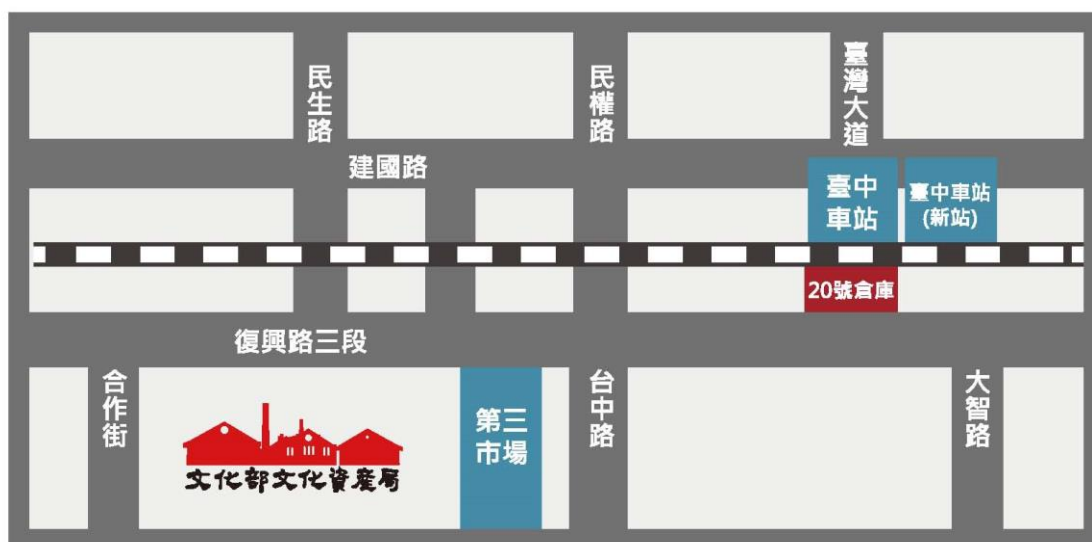 民生路
民權路
臺灣大道
建國路
臺中
車站
臺中車站
(新站)
20號倉庫
復興路三段
合作街
文化部文化資產局
第三
市場
台中路
大智路